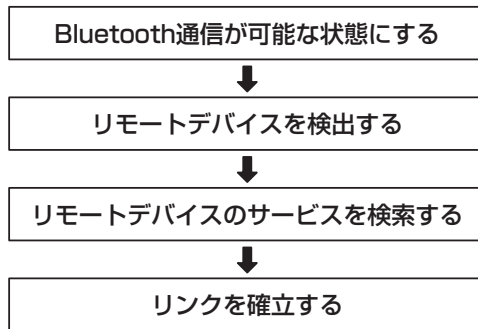 Bluetooth通信が可能な状態にする
リモートデバイスを検出する
リモートデバイスのサービスを検索する
リンクを確立する